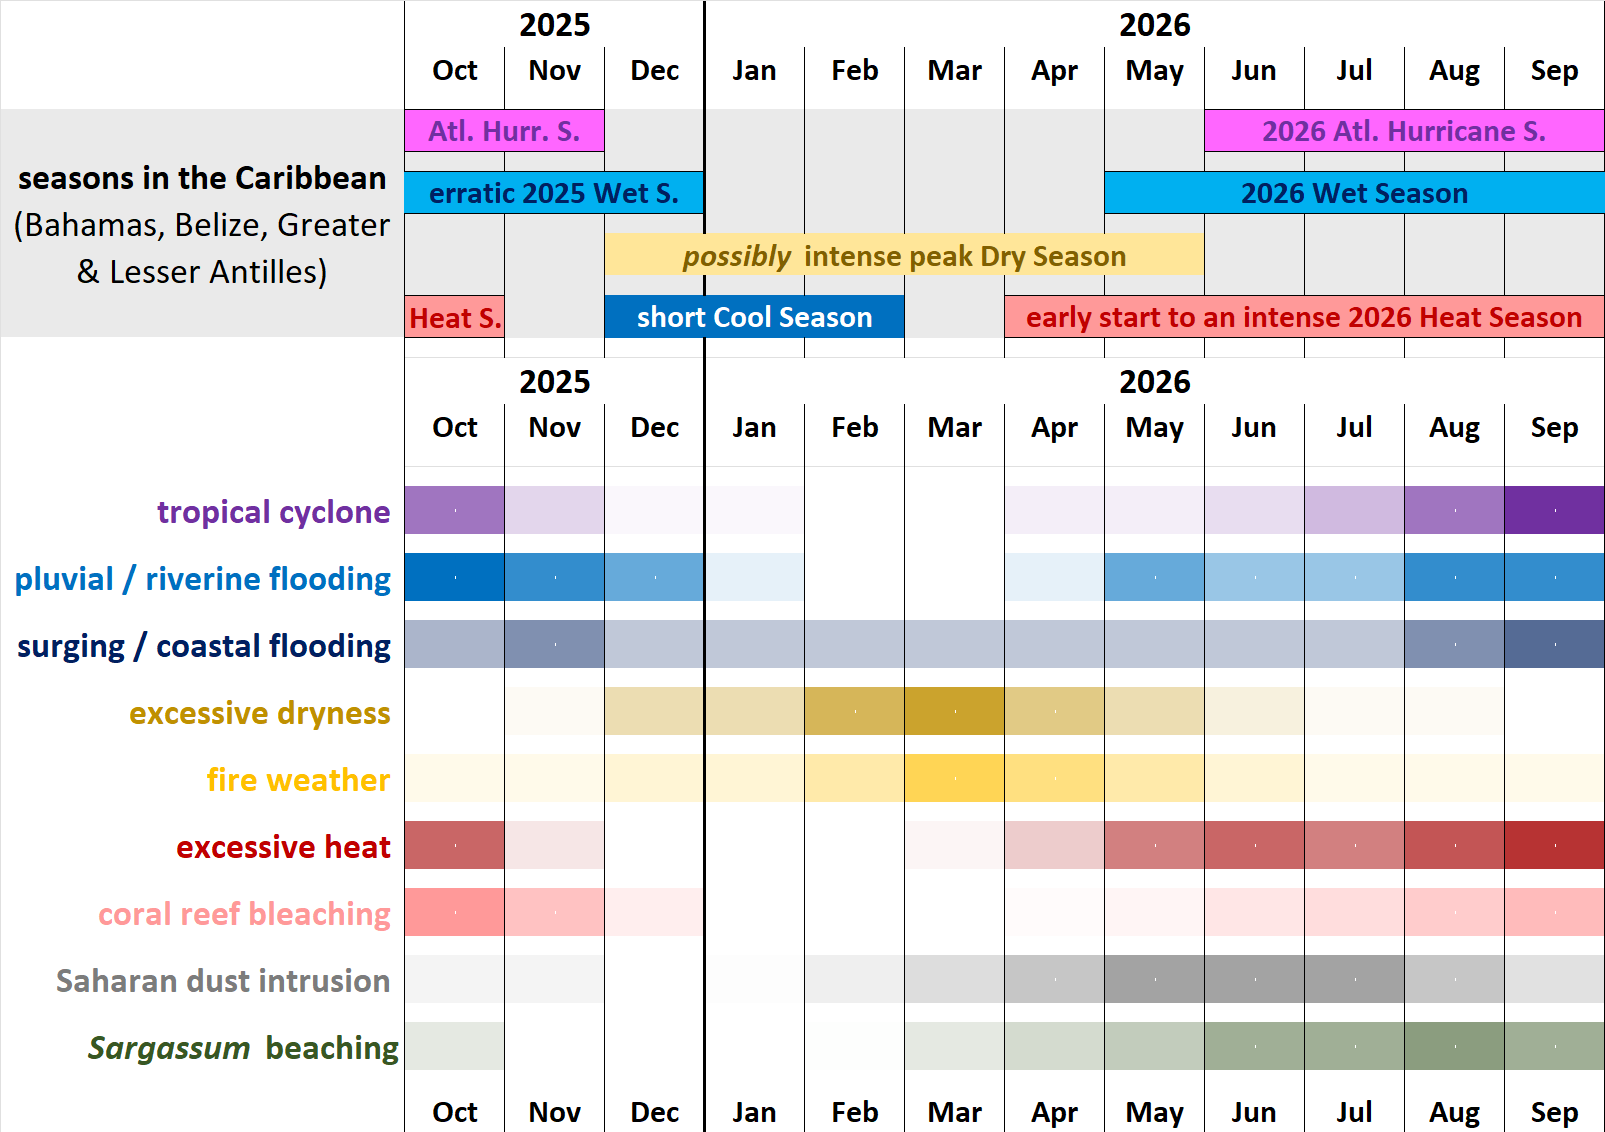 2025 2026
Oct Nov Dec Jan Feb Mar Apr May Jun Jul Aug Sep
Atl. Hurr. S. 2026 Atl. Hurricane S.
seasons in the Caribbean
(Bahamas, Belize, Greater
& Lesser Antilles)
erratic 2025 Wet S. 2026 Wet Season
possibly intense peak Dry Season
Heat S. short Cool Season early start to an intense 2026 Heat Season
2025 2026
Oct Nov Dec Jan Feb Mar Apr May Jun Jul Aug Sep
tropical cyclone
pluvial / riverine flooding
surging / coastal flooding
excessive dryness
fire weather
excessive heat
coral reef bleaching
Saharan dust intrusion
Sargassum beaching
Oct Nov Dec Jan Feb Mar Apr May Jun Jul Aug Sep